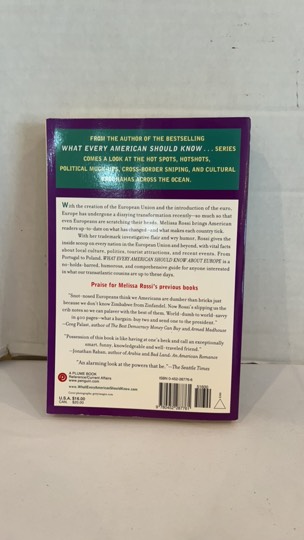 FROM THE AUTHOR OF THE BESTSELLING
WHAT EVERY AMERICAN SHOULD KNOW . . . SERIES
COMES A LOOK AT THE HOT SPOTS, HOTSHOTS,
POLITICAL CROSS-BORDER SNIPING, AND CULTURAL
ACROSS THE OCEAN.
With the creation of the European Union and the introduction of the euro,
Europe has undergone a dizzying transformation recently—so much so that
even Europeans are scratching their heads. Melissa Rossi brings American
readers up-to-date on what has changed—and what makes each country tick.
With her trademark investigative flair and wry humor, Rossi gives the
inside scoop on every nation in the European Union and beyond, with vital facts
about local culture, politics, tourist attractions, and recent events. From
Portugal to Poland, WHAT EVERY AMERICAN SHOULD KNOW ABOUT EUROPE is a
no-holds-barred, humorous, and comprehensive guide for anyone interested
in what our transatlantic cousins are up to these days.
Praise for Melissa Rossi's previous books
"Snot-nosed Europeans think we Americans are dumber than bricks just
because we don't know Zimbabwe from Zinfandel. Now Rossi's slipping us the
crib notes so we can palaver with the best of them. World-dumb to world-savvy
in 400 pages—what a bargain: buy two and send one to the president."
—Greg Palast, author of The Best Democracy Money Can Buy and Armed Madhouse
"Possession of this book is like having at one's beck and call an exceptionally
smart, funny, knowledgeable and well-traveled friend."
—Jonathan Raban, author of Arabia and Bad Land: An American Romance
"An alarming look at the powers that be."—The Seattle Times
A PLUME BOOK
Reference/Current Affairs
www.penguin.com
U.S.A. $18.00
CAN.